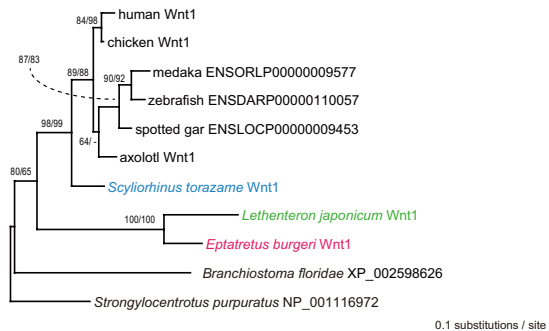 84/98
human Wnt1
chicken Wnt1
87/83
89/88
90/92
medaka ENSORLP00000009577
zebrafish ENSDARP00000110057
98/99
64/ -
spotted gar ENSLOCP00000009453
axolotl Wnt1
80/65
Scyliorhinus torazame Wnt1
100/100
Lethenteron japonicum Wnt1
Eptatretus burgeri Wnt1
Branchiostoma floridae XP_002598626
Strongylocentrotus purpuratus NP_001116972
0.1 substitutions / site